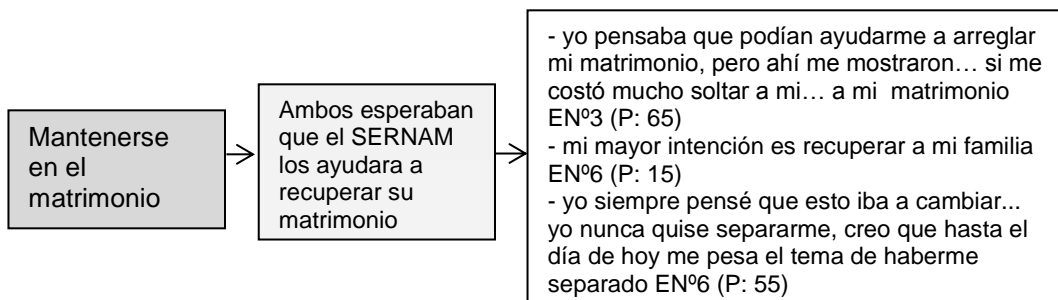 Mantenerse
en el
matrimonio
Ambos esperaban
que el SERNAM
los ayudara a
recuperar su
matrimonio
- yo pensaba que podían ayudarme a arreglar
mi matrimonio, pero ahí me mostraron… si me
costó mucho soltar a mi… a mi  matrimonio
ENº3 (P: 65)
- mi mayor intención es recuperar a mi familia
ENº6 (P: 15)
- yo siempre pensé que esto iba a cambiar...
yo nunca quise separarme, creo que hasta el
día de hoy me pesa el tema de haberme
separado ENº6 (P: 55)